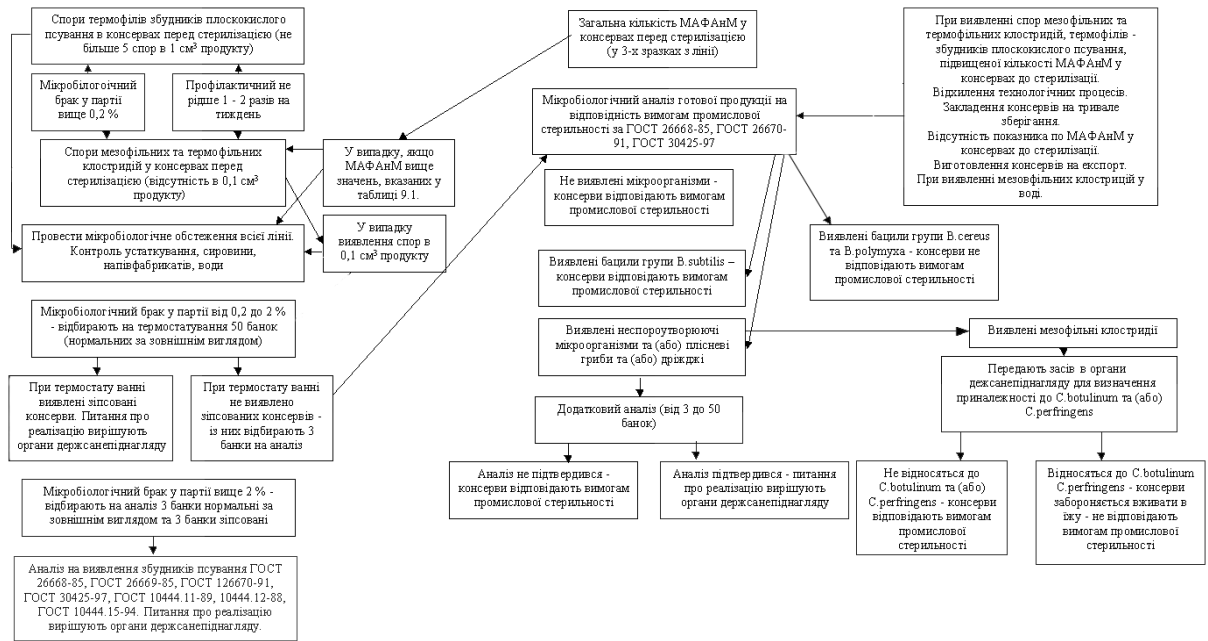 Спори термофілів збудників плоскокислого
псування в консервах перед стерилізацією (не
більше 5 спор в 1 см³ продукту)
Мікробілогічний
брак у партії
вище 0,2 %
Профілактичний не
рідше 1 - 2 разів на
тиждень
Спори мезофільних та термофільних
клостридій у консервах перед
стерилізацією (відсутність в 0,1 см³
продукту)
У випадку, якщо
МАФАнМ вище
значень, вказаних у
таблиці 9.1.
Провести мікробіологічне обстеження всієї лінії.
Контроль устаткування, сировини,
напівфабрикатів, води
У випадку
виявлення спор в
0,1 см³ продукту
Мікробіологічний брак у партії від 0,2 до 2 %
- відбирають на термостатування 50 банок
(нормальних за зовнішнім виглядом)
При термостату ванні
виявлені зіпсовані
консерви. Питання про
реалізацію вирішують
органи держсанепіднагляду
При термостату ванні
не виявлено
зіпсованих консервів -
із них відбирають 3
банки на аналіз
Мікробіологічний брак у партії вище 2 % -
відбирають на аналіз 3 банки нормальні за
зовнішнім виглядом та 3 банки зіпсовані
Аналіз на виявлення збудників псування ГОСТ
26668-85, ГОСТ 26669-85, ГОСТ 126670-91,
ГОСТ 30425-97, ГОСТ 10444.11-89, 10444.12-88,
ГОСТ 10444.15-94. Питання про реалізацію
вирішують органи держсанепіднагляду.
Загальна кількість МАФАнМ у
консервах перед стерилізацією
(у 3-х зразках з лінії)
Мікробіологічний аналіз готової продукції на
відповідність вимогам промислової
стерильності за ГОСТ 26668-85, ГОСТ 26670-
91, ГОСТ 30425-97
Не виявлені мікроорганізми -
консерви відповідають вимогам
промислової стерильності
Виявлені бацили групи B.subtilis –
консерви відповідають вимогам
промислової стерильності
Виявлені неспороутворюючі
мікроорганізми та (або) плісневі
гриби та (або) дріжджі
Додатковий аналіз (від 3 до 50
банок)
Аналіз не підтвердився -
консерви відповідають вимогам
промислової стерильності
Аналіз підтвердився - питання
про реалізацію вирішують
органи держсанепіднагляду
При виявленні спор мезофільних та
термофільних клостридій, термофілів -
збудників плоскокислого псування,
підвищеної кількості МАФАнМ у
консервах до стерилізації.
Відхилення технологічних процесів.
Закладення консервів на тривале
зберігання.
Відсутність показника по МАФАнМ у
консервах до стерилізації.
Виготовлення консервів на експорт.
При виявленні мезовфільних клострицій у
воді.
Виявлені бацили групи B.cereus
та B.polymyxa - консерви не
відповідають вимогам
промислової стерильності
Виявлені мезофільні клостридії
Передають засів в органи
дежсанепіднагляду для визначення
приналежності до C.botulinum та (або)
C.perfringens
Не відносяться до
C.botulinum та (або)
C.perfringens - консерви
відповідають вимогам
промислової
стерильності
Відносяться до C.botulinum
C.perfringens - консерви
забороняється вживати в
їжу - не відповідають
вимогам промислової
стерильності